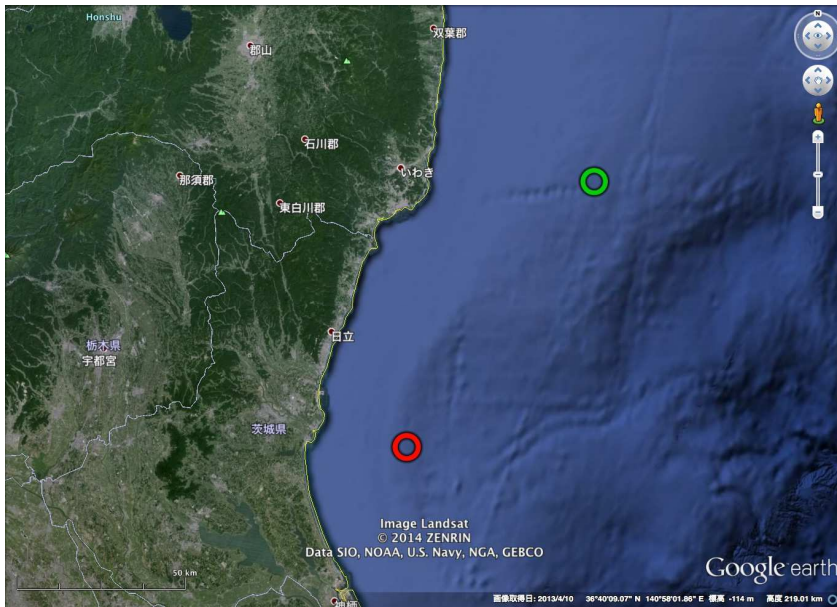 Honshu
双葉郡
N
郡山
石川郡
いわき
那須郡
東白川郡
日立
栃木県
宇都宮
茨城県
Image Landsat
© 2014 ZENRIN
Data SIO, NOAA, U.S. Navy, NGA, GEBCO
Google earth
50 km
神栖
画像取得日: 2013/4/10 36°40'09.07" N 140°58'01.86" E 標高 -114 m 高度 219.01 km